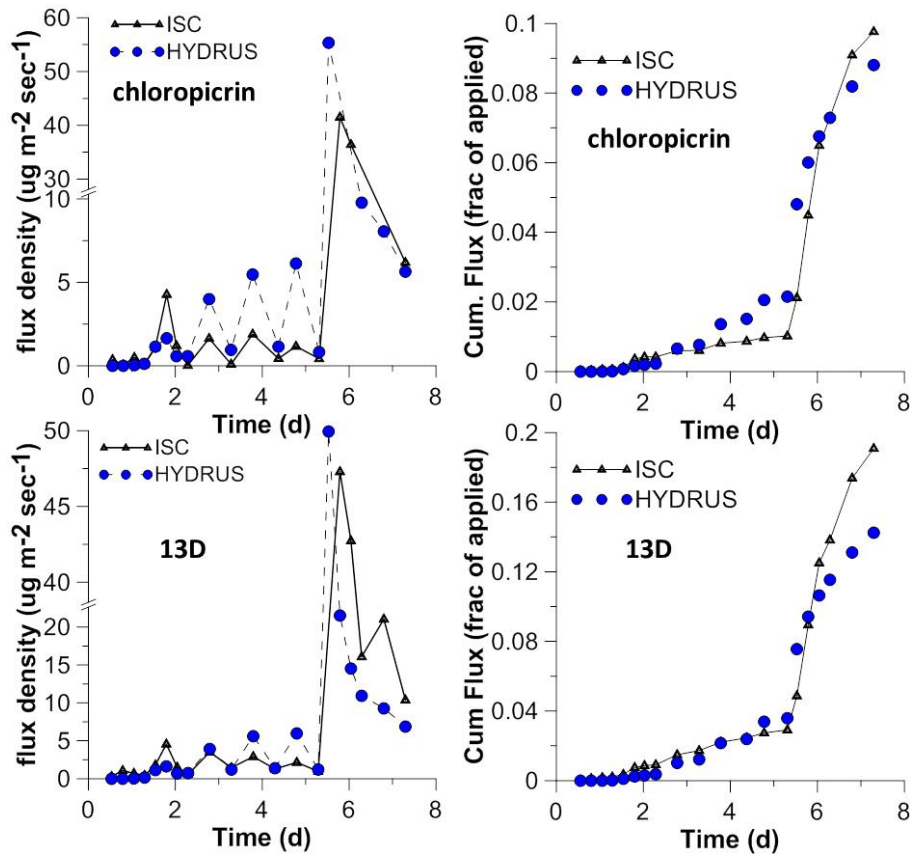 ISC
HYDRUS
chloropicrin
flux density (ug m-2 sec-1)
60
50
40
30
10
5
0
0 2 4 6 8
Time (d)
ISC
HYDRUS
chloropicrin
Cum. Flux (frac of applied)
0.1
0.08
0.06
0.04
0.02
0
0 2 4 6 8
Time (d)
ISC
HYDRUS
13D
flux density (ug m-2 sec-1)
50
45
40
20
15
10
5
0
0 2 4 6 8
Time (d)
ISC
HYDRUS
13D
Cum Flux (frac of applied)
0.2
0.16
0.12
0.08
0.04
0
0 1 2 3 4 5 6 7 8
Time (d)